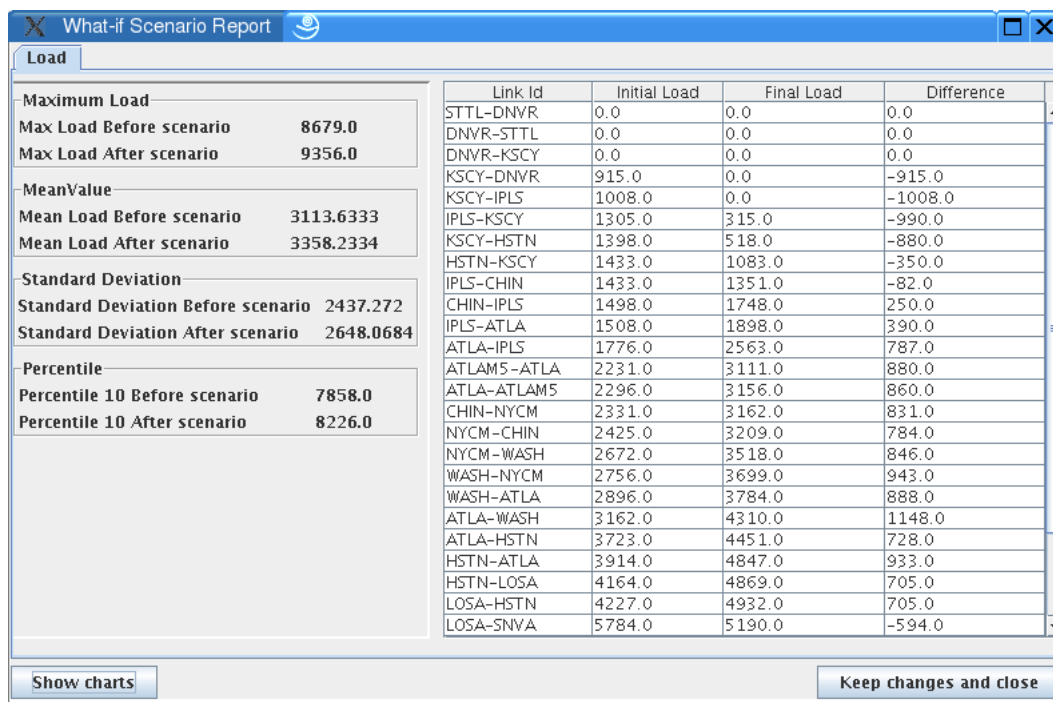 What-if Scenario Report
Load
Maximum Load
Max Load Before scenario 8679.0
Max Load After scenario 9356.0
MeanValue
Mean Load Before scenario 3113.6333
Mean Load After scenario 3358.2334
Standard Deviation
Standard Deviation Before scenario 2437.272
Standard Deviation After scenario 2648.0684
Percentile
Percentile 10 Before scenario 7858.0
Percentile 10 After scenario 8226.0
Link Id Initial Load Final Load Difference
STTL-DNVR 0.0 0.0 0.0
DNVR-STTL 0.0 0.0 0.0
DNVR-KSCY 0.0 0.0 0.0
KSCY-DNVR 915.0 0.0 -915.0
KSCY-IPLS 1008.0 0.0 -1008.0
IPLS-KSCY 1305.0 315.0 -990.0
KSCY-HSTN 1398.0 518.0 -880.0
HSTN-KSCY 1433.0 1083.0 -350.0
IPLS-CHIN 1433.0 1351.0 -82.0
CHIN-IPLS 1498.0 1748.0 250.0
IPLS-ATLA 1508.0 1898.0 390.0
ATLA-IPLS 1776.0 2563.0 787.0
ATLAM5-ATLA 2231.0 3111.0 880.0
ATLA-ATLAM5 2296.0 3156.0 860.0
CHIN-NYCM 2331.0 3162.0 831.0
NYCM-CHIN 2425.0 3209.0 784.0
NYCM-WASH 2672.0 3518.0 846.0
WASH-NYCM 2756.0 3699.0 943.0
WASH-ATLA 2896.0 3784.0 888.0
ATLA-WASH 3162.0 4310.0 1148.0
ATLA-HSTN 3723.0 4451.0 728.0
HSTN-ATLA 3914.0 4847.0 933.0
HSTN-LOSA 4164.0 4869.0 705.0
LOSA-HSTN 4227.0 4932.0 705.0
LOSA-SNVA 5784.0 5190.0 -594.0
Show charts
Keep changes and close